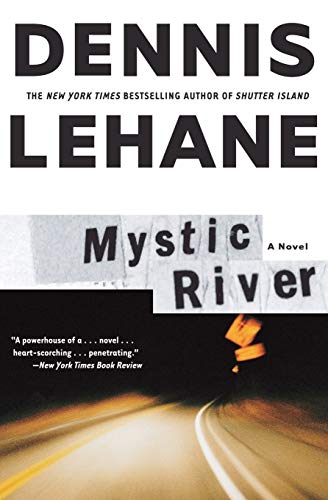 DENNIS
THE NEW YORK TIMES BESTSELLING AUTHOR OF SHUTTER ISLAND
LEHANE
Mystic
A Novel
River
"A powerhouse of a . . . novel . . .
heart-scorching . . . penetrating."
—New York Times Book Review